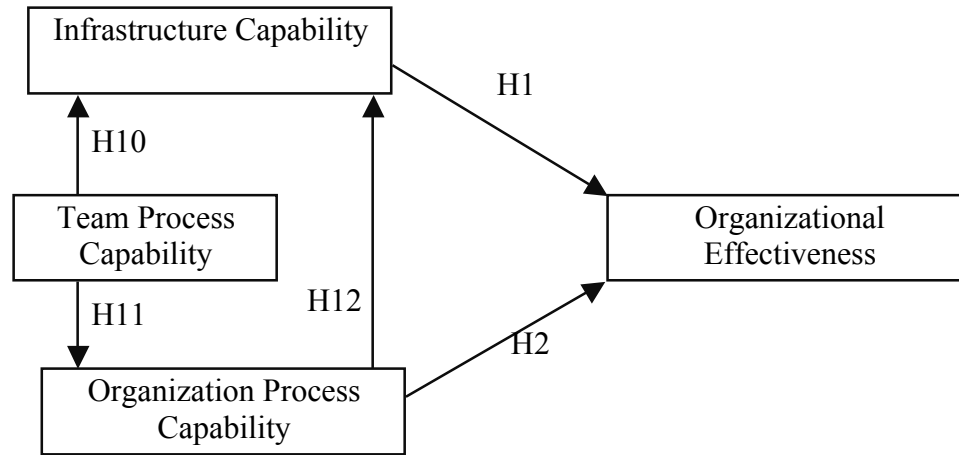 Infrastructure Capability
H1
H10
Team Process
Capability
Organizational
Effectiveness
H11
H12
H2
Organization Process
Capability